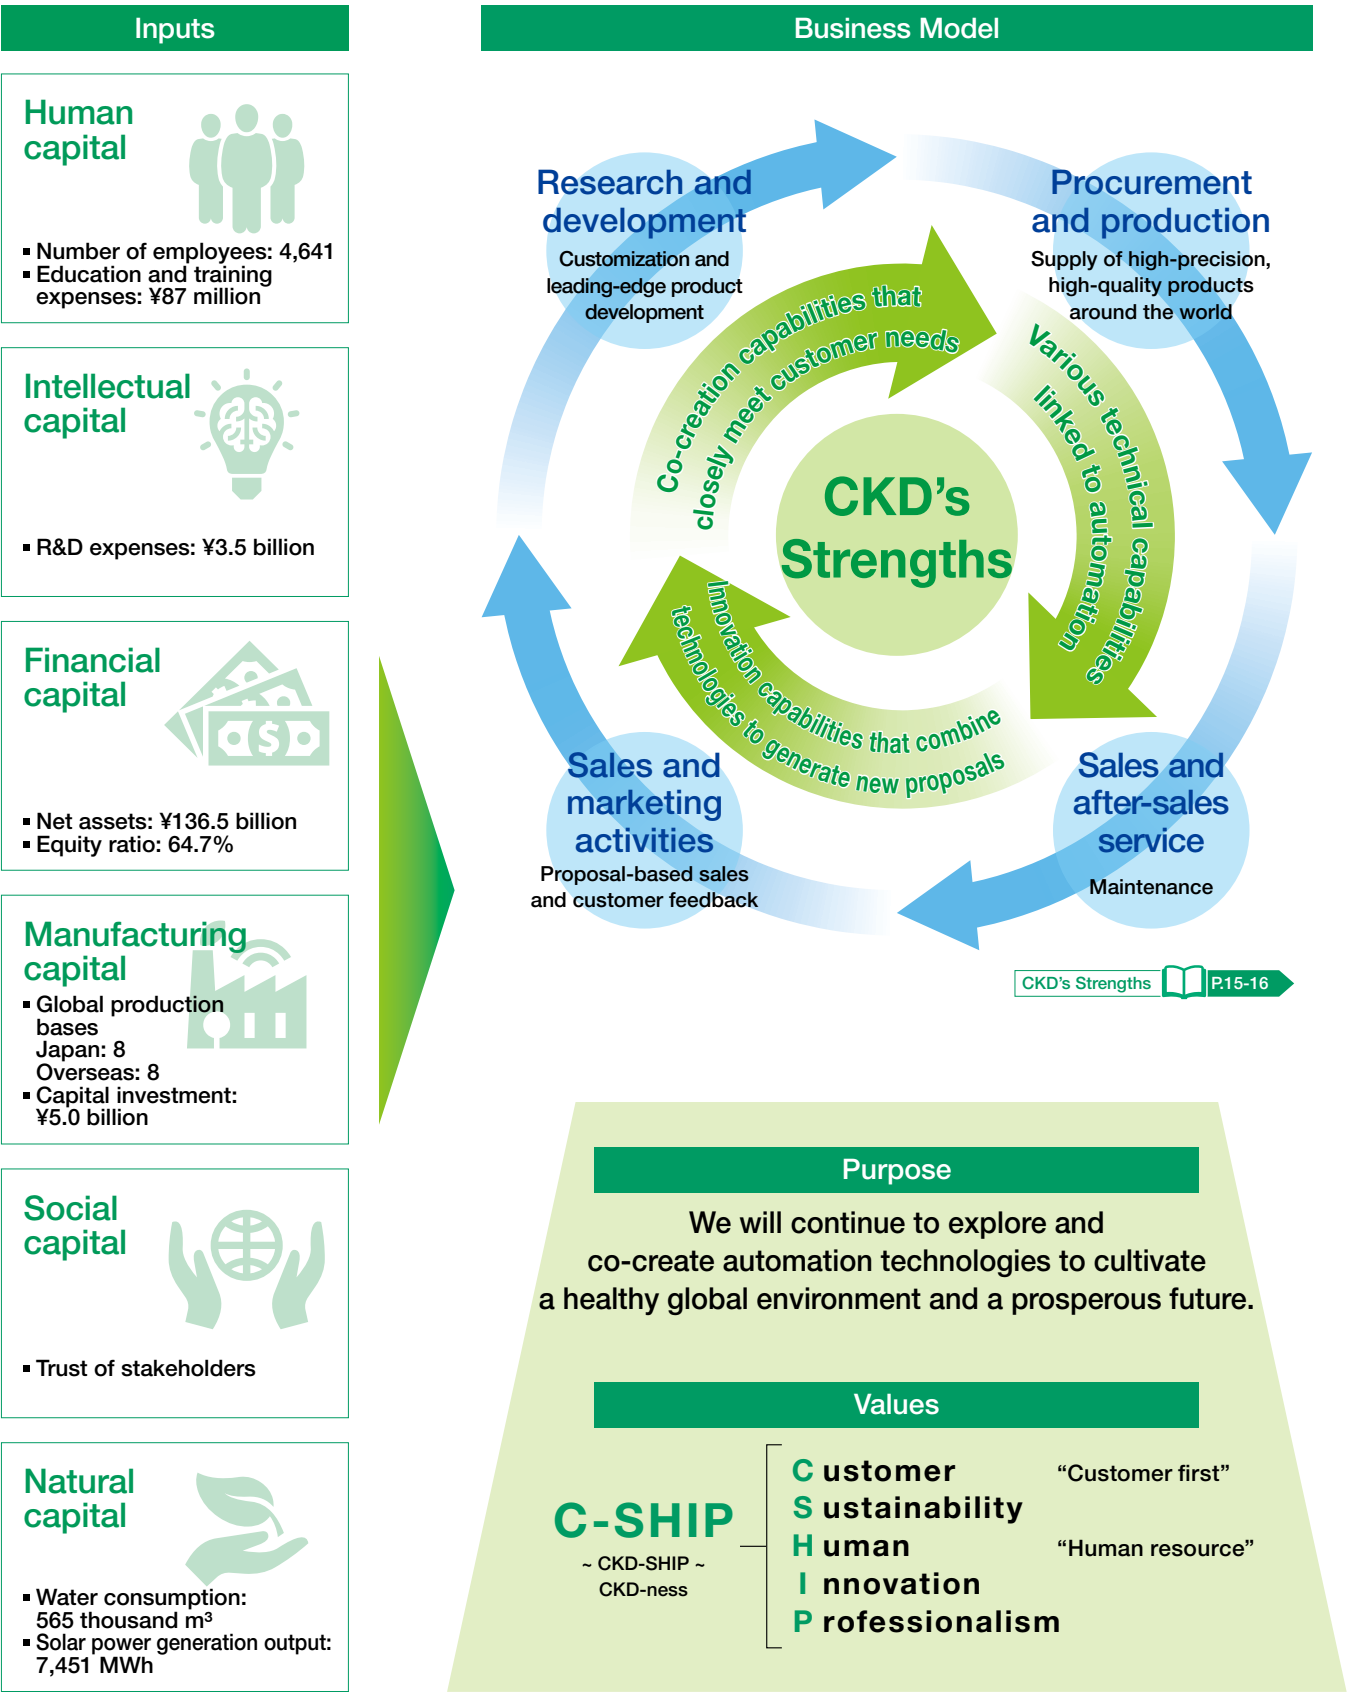 Inputs
Human
capital
▪ Number of employees: 4,641
▪ Education and training
expenses: ¥87 million
Intellectual
capital
▪ R&D expenses: ¥3.5 billion
Financial
capital
▪ Net assets: ¥136.5 billion
▪ Equity ratio: 64.7%
Manufacturing
capital
▪ Global production
bases
Japan: 8
Overseas: 8
▪ Capital investment:
¥5.0 billion
Social
capital
▪ Trust of stakeholders
Natural
capital
▪ Water consumption:
565 thousand m³
▪ Solar power generation output:
7,451 MWh
Business Model
Research and
development
Customization and
leading-edge product
development
Procurement
and production
Supply of high-precision,
high-quality products
around the world
Co-creation capabilities that
closely meet customer needs
Various technical capabilities
linked to automation
CKD's
Strengths
Innovation capabilities that combine
technologies to generate new proposals
Sales and
marketing
activities
Proposal-based sales
and customer feedback
Sales and
after-sales
service
Maintenance
CKD's Strengths P.15-16
Purpose
We will continue to explore and
co-create automation technologies to cultivate
a healthy global environment and a prosperous future.
Values
C-SHIP
~ CKD-SHIP ~
CKD-ness
Customer “Customer first”
Sustainability
Human “Human resource”
Innovation
Professionalism